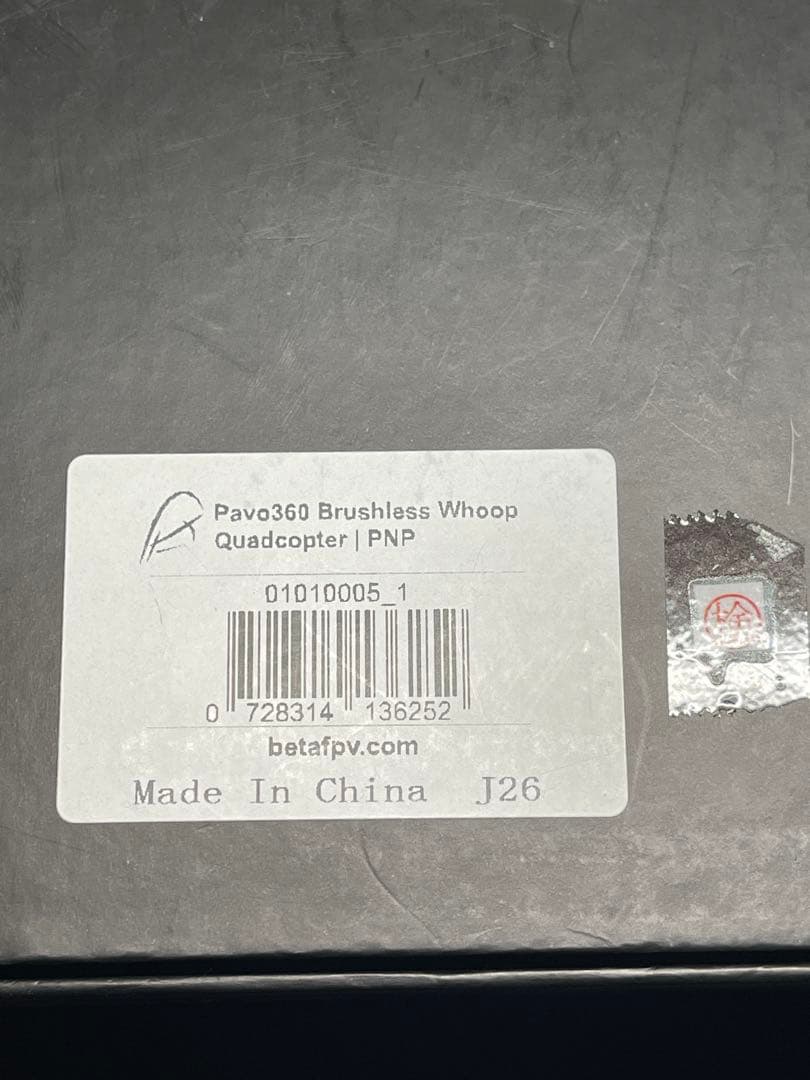 Pavo360 Brushless Whoop
Quadcopter | PNP
01010005_1
0 728314 136252
betafpv.com
Made In China J26